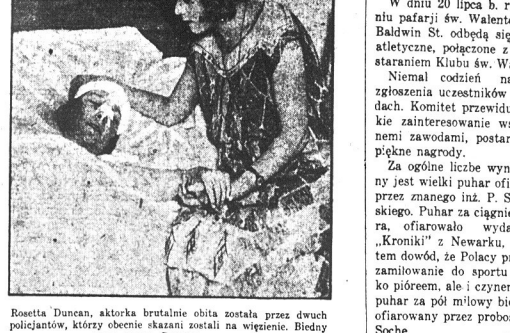 Rosetta Duncan, aktorka brutalnie obita została przez dwuch
policjantów, którzy obecnie skazani zostali na więzienie. Biedny
W dniu 20 lipca b. r
niu pafarji św. Walent
Baldwin St. odbędą się
atletyczne, połączone z
staraniem Klubu św. W
Niemal codzień na
zgłoszenia uczestników
dach. Komitet przewidu
kie zainteresowanie ws
nemi zawodami, postar
piękne nagrody.
Za ogólne liczbe wyn
ny jest wielki puhar ofi
przez znanego inż. P. S
skiego. Puhar za ciągnie
ra, ofiarowało wyda
„Kroniki” z Newarku,
tem dowód, że Polacy pr
zamiłowanie do sportu
ko pióreem, ale i czynem
puhar za pół milowy bie
ofiarowany przez probos
Soche